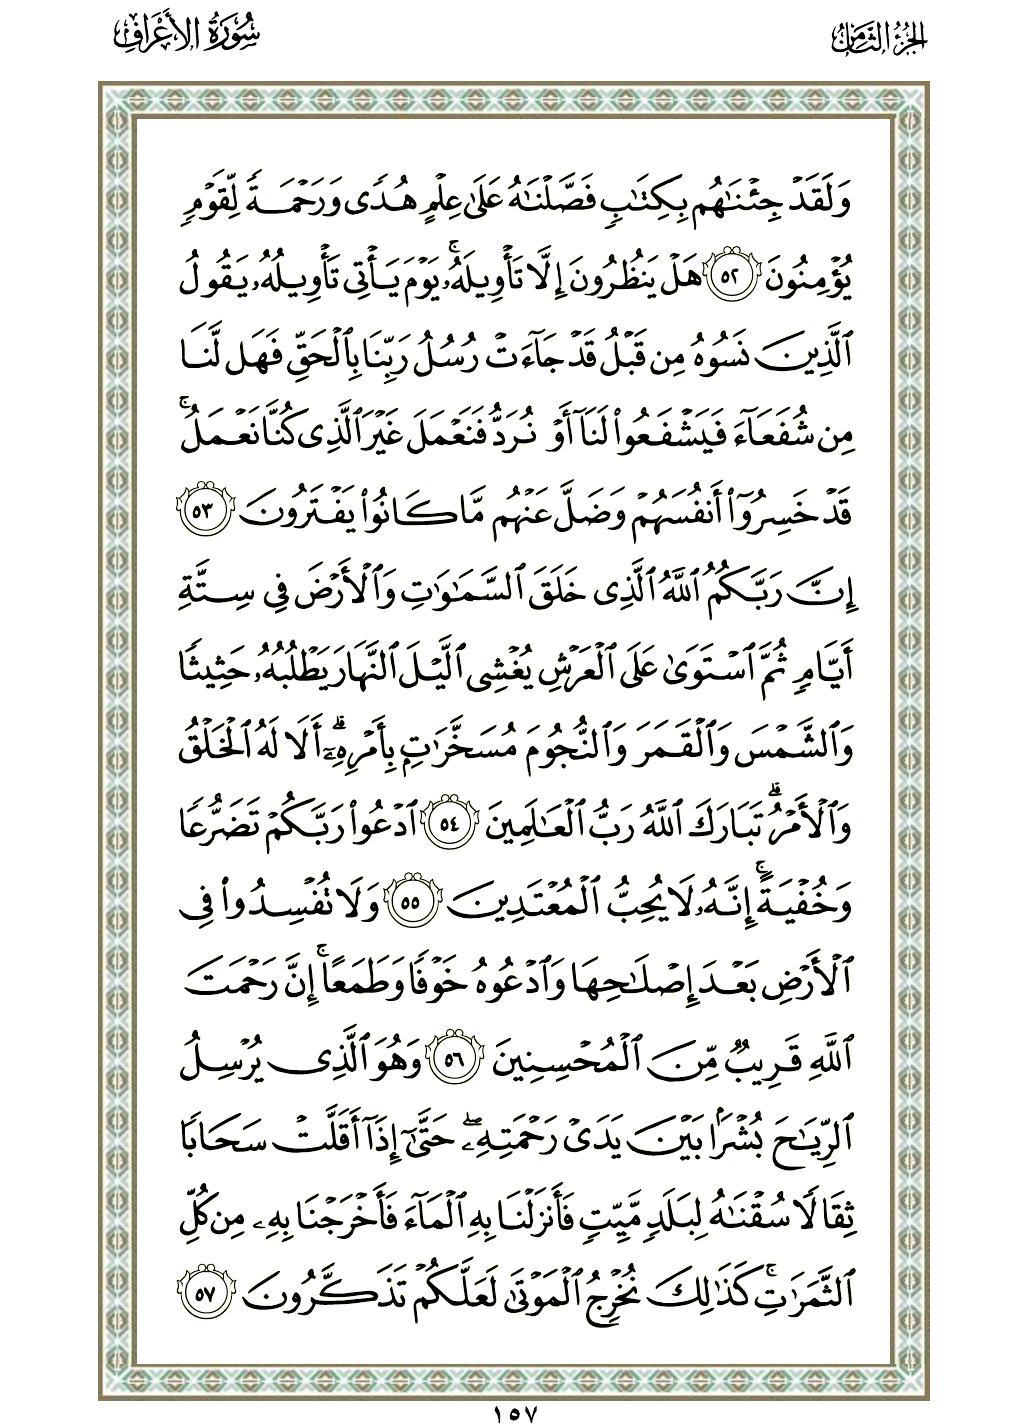 الجزء الثامن
سورة الأعراف
وَلَقَدْ جِئْنَٰهُم بِكِتَٰبٍ فَصَّلْنَٰهُ عَلَىٰ عِلْمٍ هُدًى وَرَحْمَةً لِّقَوْمٍ
يُؤْمِنُونَ ٥٢ هَلْ يَنظُرُونَ إِلَّا تَأْوِيلَهُۥ ۚ يَوْمَ يَأْتِى تَأْوِيلُهُۥ يَقُولُ
ٱلَّذِينَ نَسُوهُ مِن قَبْلُ قَدْ جَآءَتْ رُسُلُ رَبِّنَا بِٱلْحَقِّ فَهَل لَّنَا
مِن شُفَعَآءَ فَيَشْفَعُوا۟ لَنَآ أَوْ نُرَدُّ فَنَعْمَلَ غَيْرَ ٱلَّذِى كُنَّا نَعْمَلُ ۚ
قَدْ خَسِرُوٓا۟ أَنفُسَهُمْ وَضَلَّ عَنْهُم مَّا كَانُوا۟ يَفْتَرُونَ ٥٣
إِنَّ رَبَّكُمُ ٱللَّهُ ٱلَّذِى خَلَقَ ٱلسَّمَٰوَٰتِ وَٱلْأَرْضَ فِى سِتَّةِ
أَيَّامٍ ثُمَّ ٱسْتَوَىٰ عَلَى ٱلْعَرْشِ يُغْشِى ٱلَّيْلَ ٱلنَّهَارَ يَطْلُبُهُۥ حَثِيثًا
وَٱلشَّمْسَ وَٱلْقَمَرَ وَٱلنُّجُومَ مُسَخَّرَٰتٍۭ بِأَمْرِهِۦٓ ۗ أَلَا لَهُ ٱلْخَلْقُ
وَٱلْأَمْرُ ۗ تَبَارَكَ ٱللَّهُ رَبُّ ٱلْعَٰلَمِينَ ٥٤ ٱدْعُوا۟ رَبَّكُمْ تَضَرُّعًا
وَخُفْيَةً ۚ إِنَّهُۥ لَا يُحِبُّ ٱلْمُعْتَدِينَ ٥٥ وَلَا تُفْسِدُوا۟ فِى
ٱلْأَرْضِ بَعْدَ إِصْلَٰحِهَا وَٱدْعُوهُ خَوْفًا وَطَمَعًا ۚ إِنَّ رَحْمَتَ
ٱللَّهِ قَرِيبٌ مِّنَ ٱلْمُحْسِنِينَ ٥٦ وَهُوَ ٱلَّذِى يُرْسِلُ
ٱلرِّيَٰحَ بُشْرًۢا بَيْنَ يَدَىْ رَحْمَتِهِۦ ۖ حَتَّىٰٓ إِذَآ أَقَلَّتْ سَحَابًا
ثِقَالًا سُقْنَٰهُ لِبَلَدٍ مَّيِّتٍ فَأَنزَلْنَا بِهِ ٱلْمَآءَ فَأَخْرَجْنَا بِهِۦ مِن كُلِّ
ٱلثَّمَرَٰتِ ۚ كَذَٰلِكَ نُخْرِجُ ٱلْمَوْتَىٰ لَعَلَّكُمْ تَذَكَّرُونَ ٥٧
١٥٧